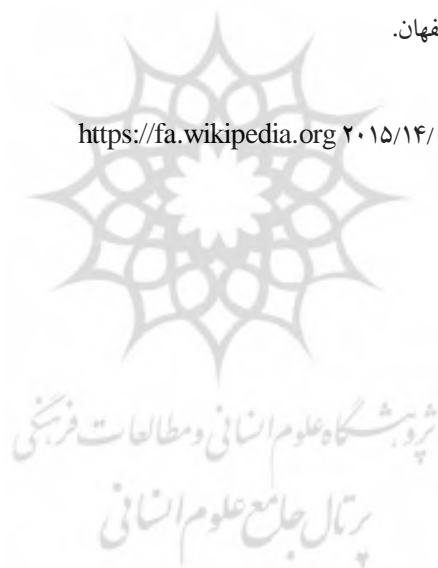 فهان.
https://fa.wikipedia.org ۲۰۱۵/۱۴/
پژوهشگاه علوم انسانی و مطالعات فرهنگی
پرتال جامع علوم انسانی